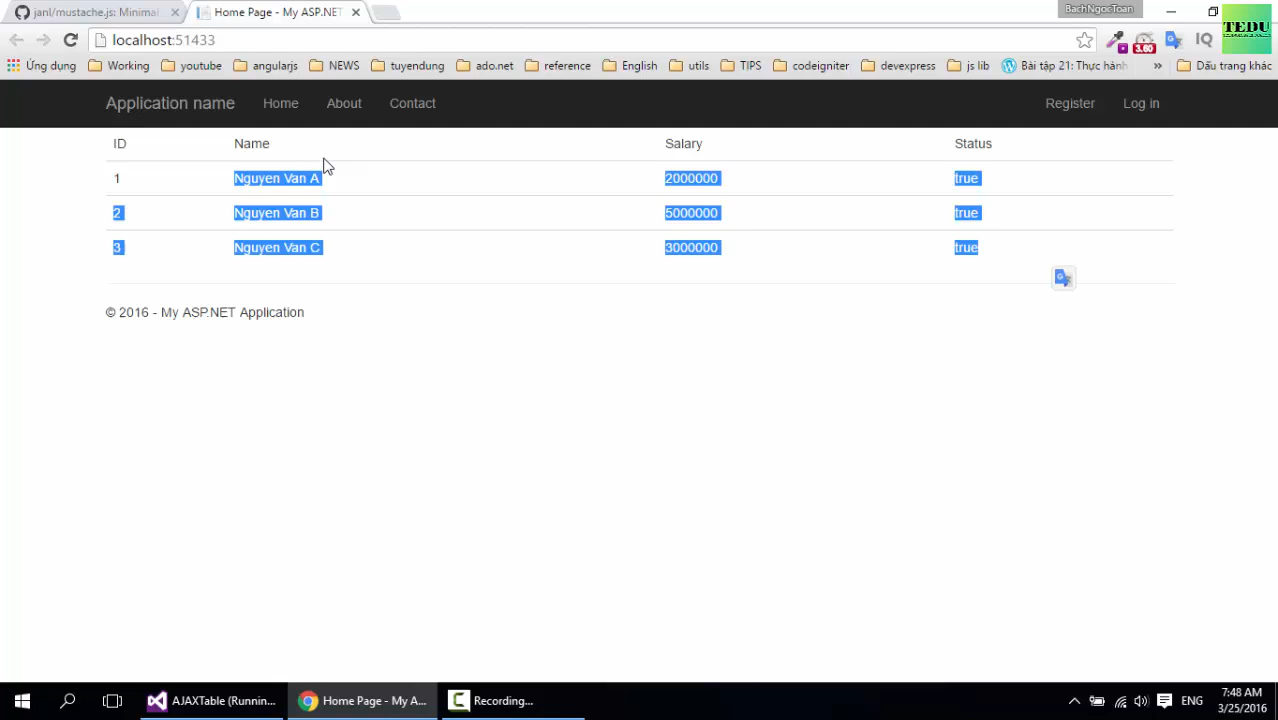 janl/mustache.js: Minimal
Home Page - My ASP.NET
BachNgocToan
localhost:51433
3.60
IQ
TEDU
Ứng dụng
Working
youtube
angularjs
NEWS
tuyendung
ado.net
reference
English
utils
TIPS
codeigniter
devexpress
js lib
Bài tập 21: Thực hành
»
Dấu trang khác
Application name
Home
About
Contact
Register
Log in
ID Name Salary Status
1 Nguyen Van A 2000000 true
2 Nguyen Van B 5000000 true
3 Nguyen Van C 3000000 true
© 2016 - My ASP.NET Application
AJAXTable (Runnin...
Home Page - My A...
Recording...
ENG
7:48 AM
3/25/2016